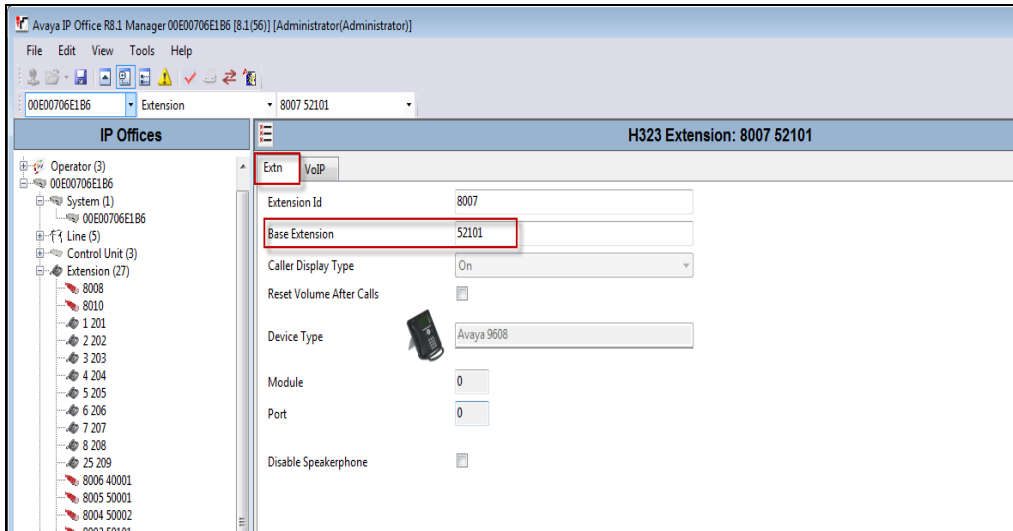 Avaya IP Office R8.1 Manager 00E00706E1B6 [8.1(56)] [Administrator(Administrator)]
File Edit View Tools Help
00E00706E1B6 Extension 8007 52101
IP Offices
H323 Extension: 8007 52101
Operator (3)
00E00706E1B6
System (1)
00E00706E1B6
Line (5)
Control Unit (3)
Extension (27)
8008
8010
1 201
2 202
3 203
4 204
5 205
6 206
7 207
8 208
25 209
8006 40001
8005 50001
8004 50002
Extn VoIP
Extension Id 8007
Base Extension 52101
Caller Display Type On
Reset Volume After Calls
Device Type Avaya 9608
Module 0
Port 0
Disable Speakerphone